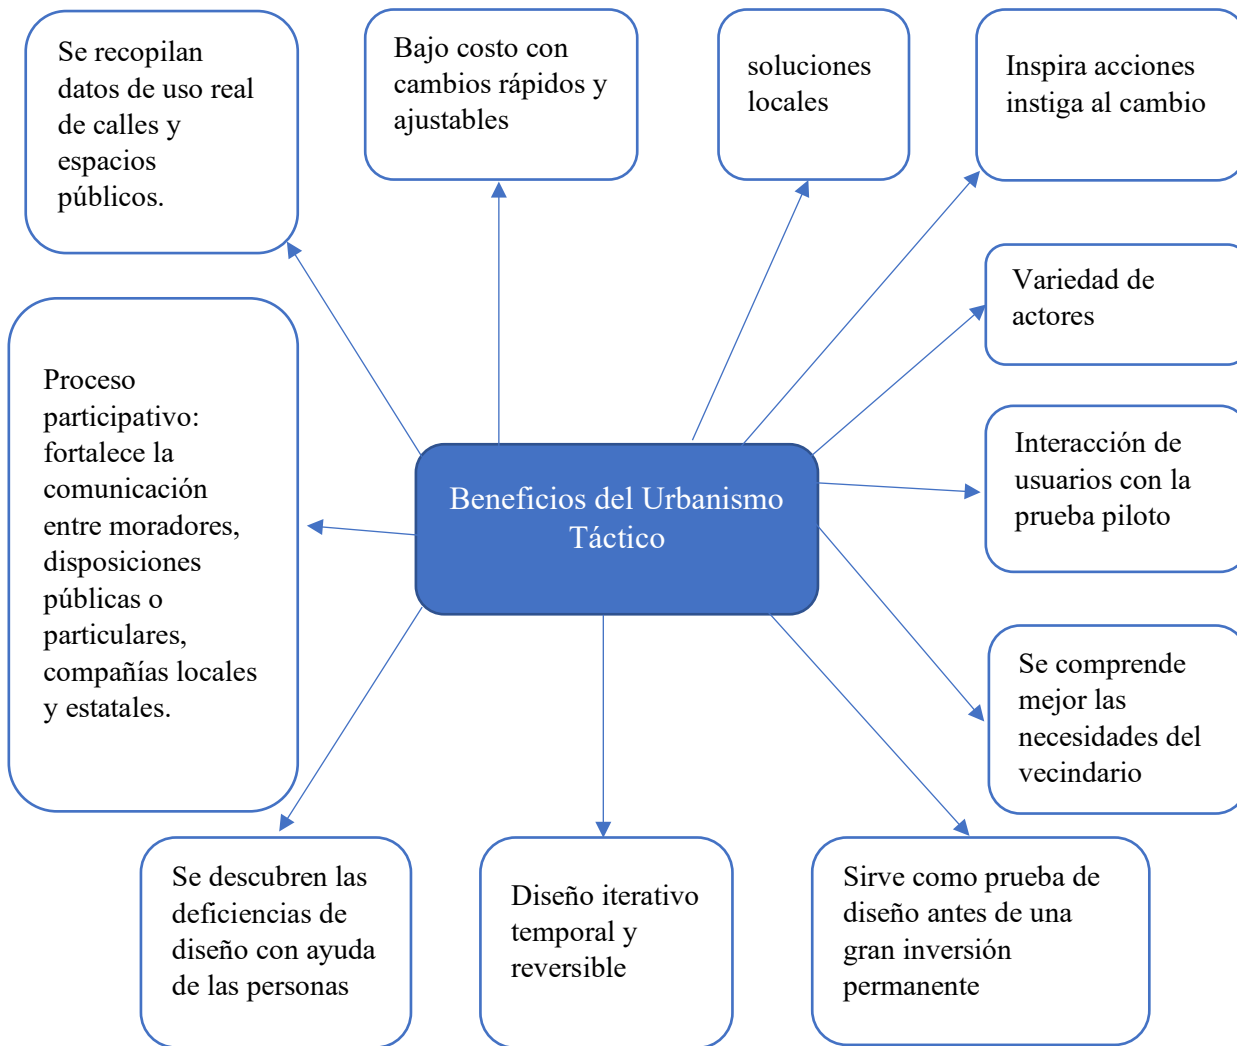 Se recopilan
datos de uso real
de calles y
espacios
públicos.
Bajo costo con
cambios rápidos y
ajustables
soluciones
locales
Inspira acciones
instiga al cambio
Variedad de
actores
Proceso
participativo:
fortalece la
comunicación
entre moradores,
disposiciones
públicas o
particulares,
compañías locales
y estatales.
Beneficios del Urbanismo
Táctico
Interacción de
usuarios con la
prueba piloto
Se comprende
mejor las
necesidades del
vecindario
Se descubren las
deficiencias de
diseño con ayuda
de las personas
Diseño iterativo
temporal y
reversible
Sirve como prueba de
diseño antes de una
gran inversión
permanente